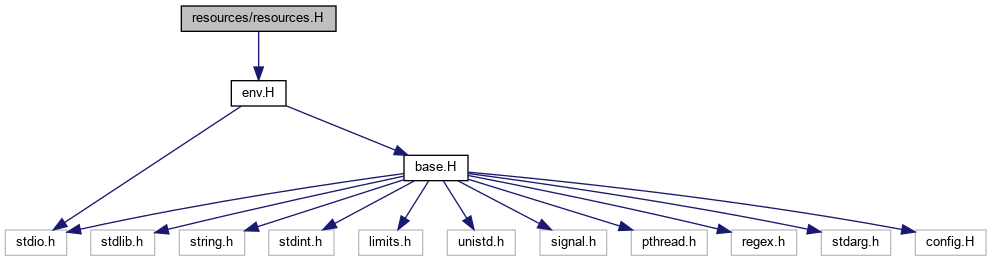 resources/resources.H
env.H
base.H
stdio.h
stdlib.h
string.h
stdint.h
limits.h
unistd.h
signal.h
pthread.h
regex.h
stdarg.h
config.H